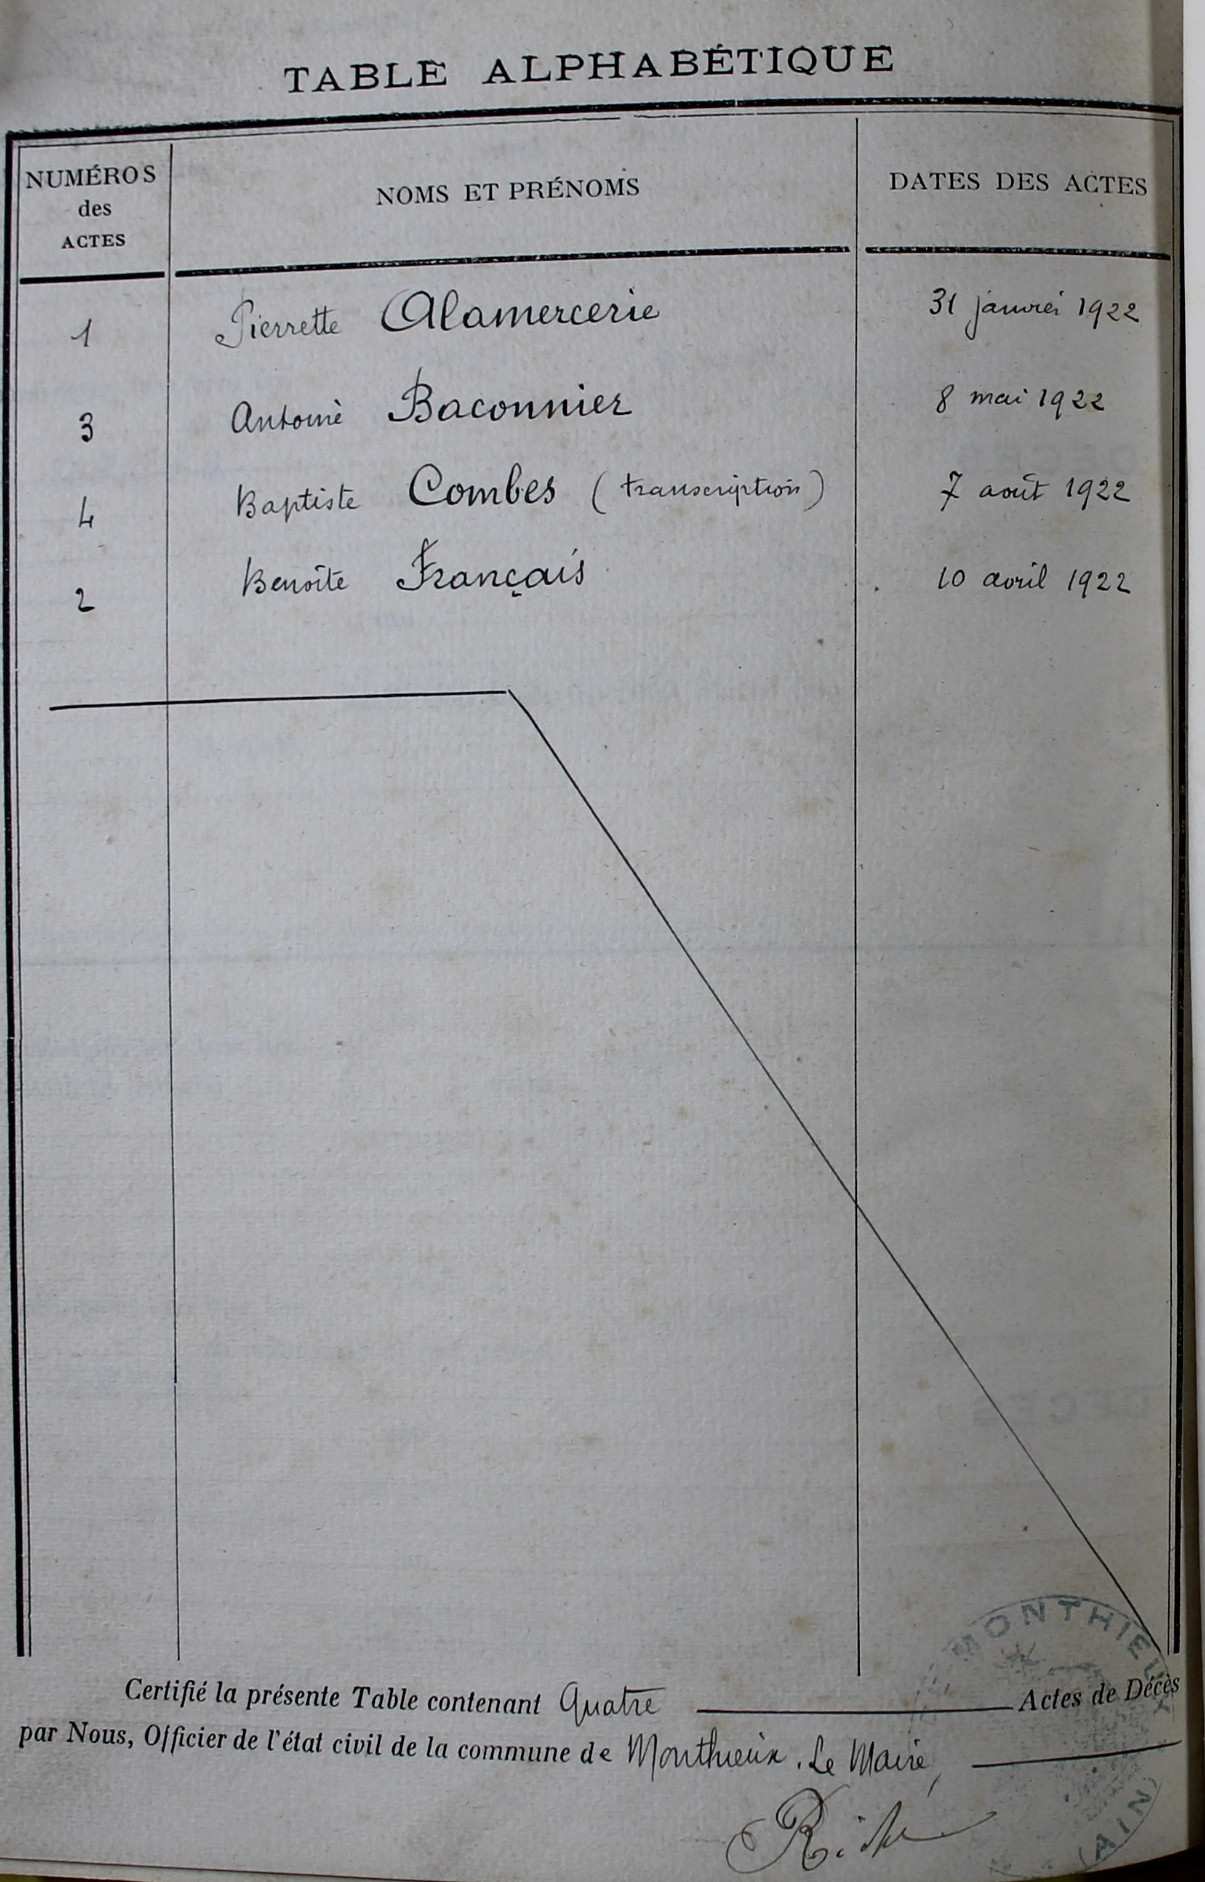 TABLE ALPHABÉTIQUE
NUMÉROS
des
ACTES
NOMS ET PRÉNOMS
DATES DES ACTES
1 Pierrette Alamercerie 31 janvier 1922
3 Antoine Baconnier 8 mai 1922
4 Baptiste Combes (transcription) 7 août 1922
2 Benoîte Français 10 avril 1922
Certifié la présente Table contenant Quatre Actes de Décès
par Nous, Officier de l'état civil de la commune de Monthieux. Le Maire,
MONTHIEUX
(AIN)